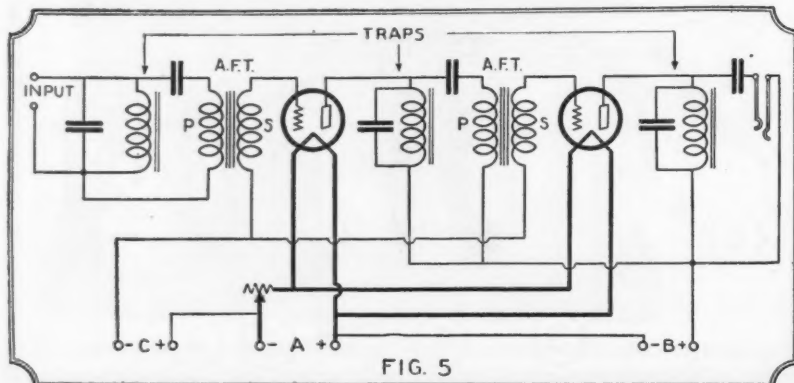 TRAPS
A.F.T. A.F.T.
INPUT
P S P S
- C + - A + - B +
FIG. 5